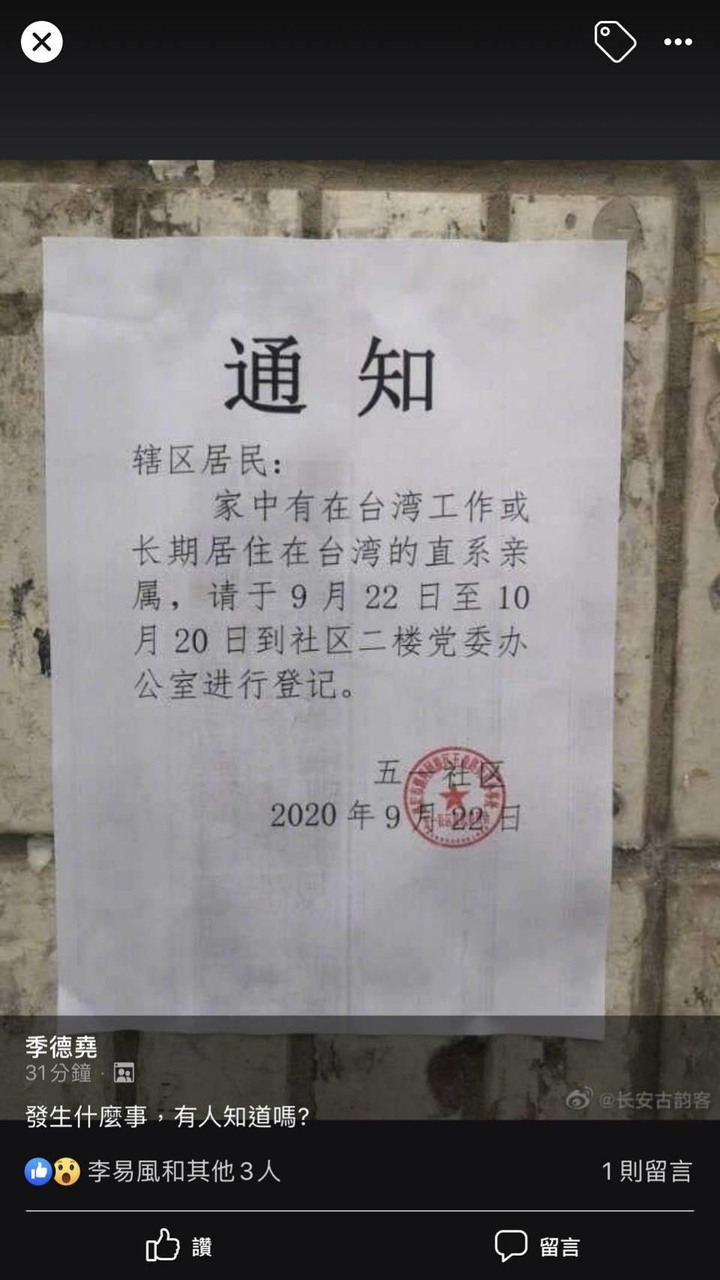 通知
辖区居民:
家中有在台湾工作或
长期居住在台湾的直系亲
属，请于9月22日至10
月20日到社区二楼党委办
公室进行登记。
五一社区
2020年9月22日
@长安古韵客
季德堯
31分鐘 ·
發生什麼事，有人知道嗎?
李易風和其他3人
1則留言
讚
留言